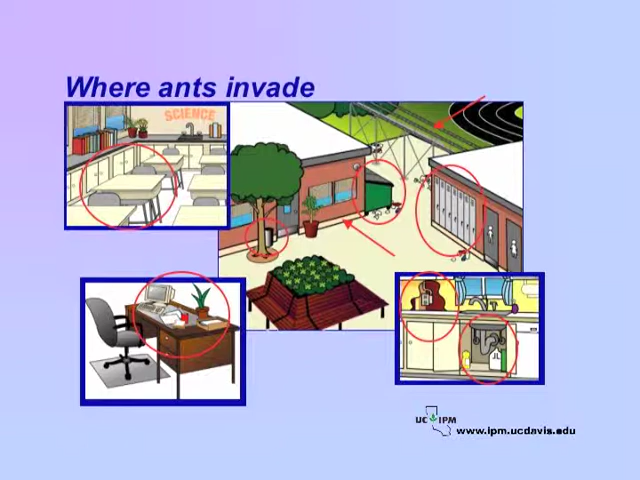 Where ants invade
SCIENCE
UC IPM
www.ipm.ucdavis.edu